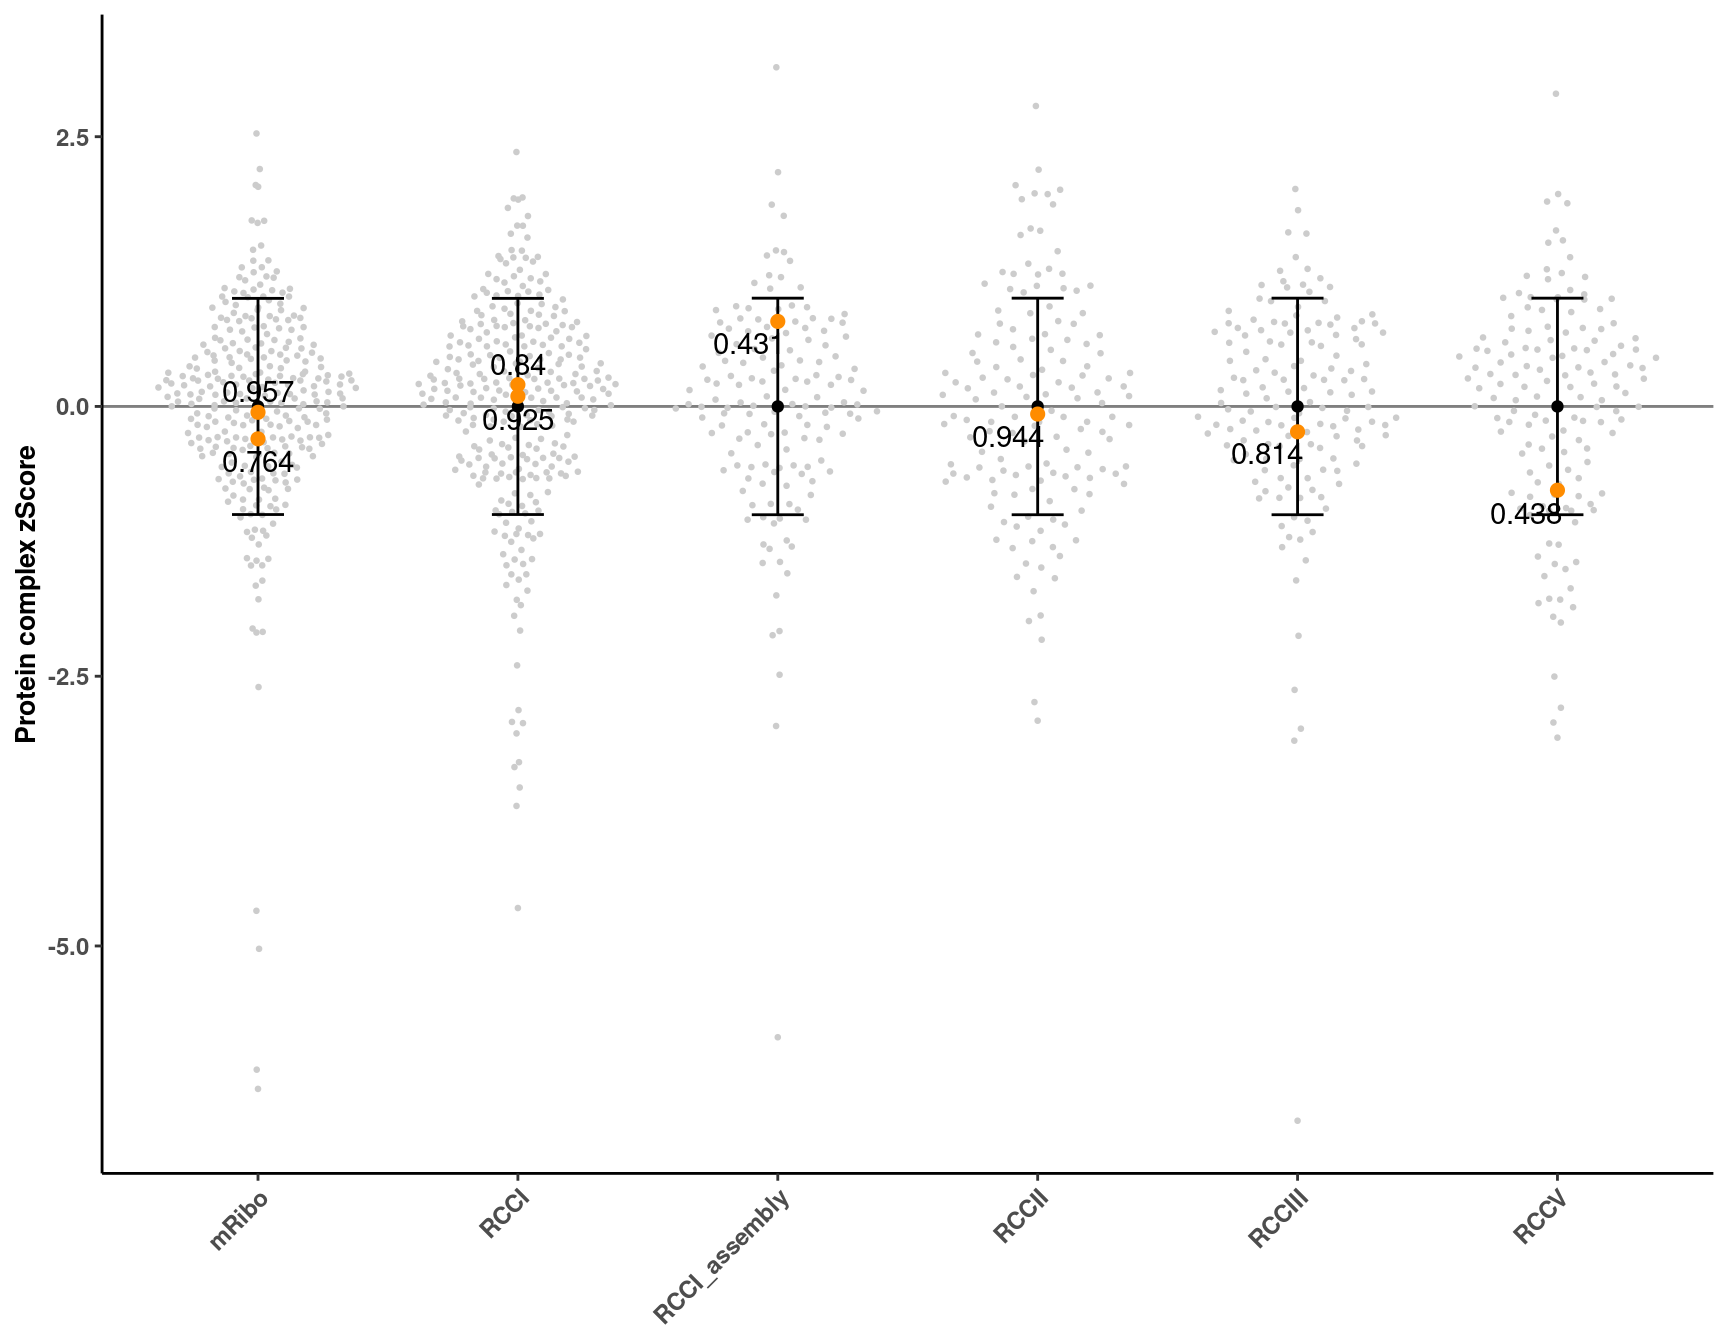 Protein complex zScore
2.5
0.0
-2.5
-5.0
0.957
0.764
0.84
0.925
0.431
0.944
0.814
0.438
mRibo
RCCI
RCCI_assembly
RCCII
RCCIII
RCCV